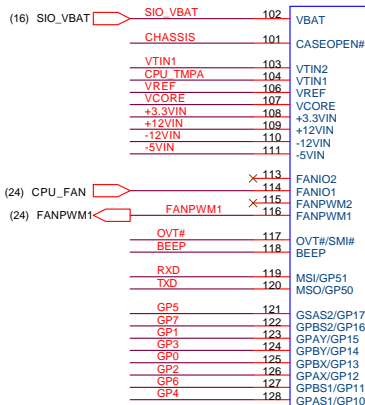 (16) SIO_VBAT SIO_VBAT 102 VBAT
CHASSIS 101 CASEOPEN#
VTIN1 103 VTIN2
CPU_TMPA 104 VTIN1
VREF 106 VREF
VCORE 107 VCORE
+3.3VIN 108 +3.3VIN
+12VIN 109 +12VIN
-12VIN 110 -12VIN
-5VIN 111 -5VIN
113 FANIO2
(24) CPU_FAN 114 FANIO1
115 FANPWM2
(24) FANPWM1 FANPWM1 116 FANPWM1
OVT# 117 OVT#/SMI#
BEEP 118 BEEP
RXD 119 MSI/GP51
TXD 120 MSO/GP50
GP5 121 GSAS2/GP17
GP7 122 GPBS2/GP16
GP1 123 GPAY/GP15
GP3 124 GPBY/GP14
GP0 125 GPBX/GP13
GP2 126 GPAX/GP12
GP6 127 GPBS1/GP11
GP4 128 GPAS1/GP10